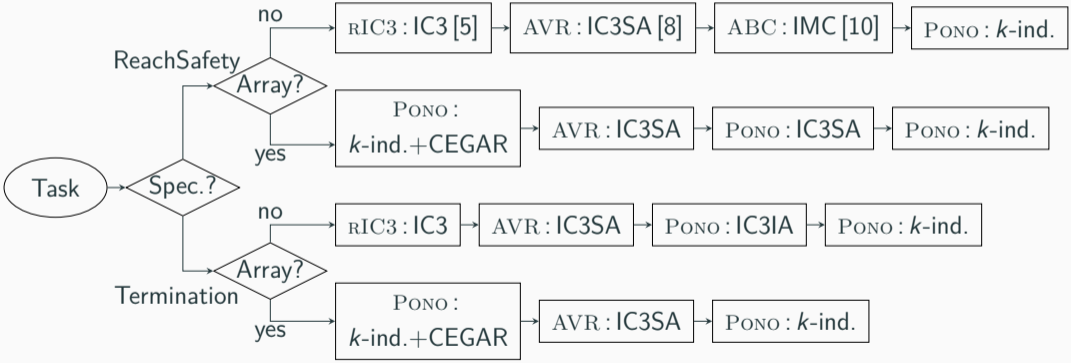 Task
Spec.?
ReachSafety
Array?
no
rIC3 : IC3 [5]
AVR : IC3SA [8]
ABC : IMC [10]
Pono : k-ind.
yes
Pono :
k-ind.+CEGAR
AVR : IC3SA
Pono : IC3SA
Pono : k-ind.
Termination
Array?
no
rIC3 : IC3
AVR : IC3SA
Pono : IC3IA
Pono : k-ind.
yes
Pono :
k-ind.+CEGAR
AVR : IC3SA
Pono : k-ind.